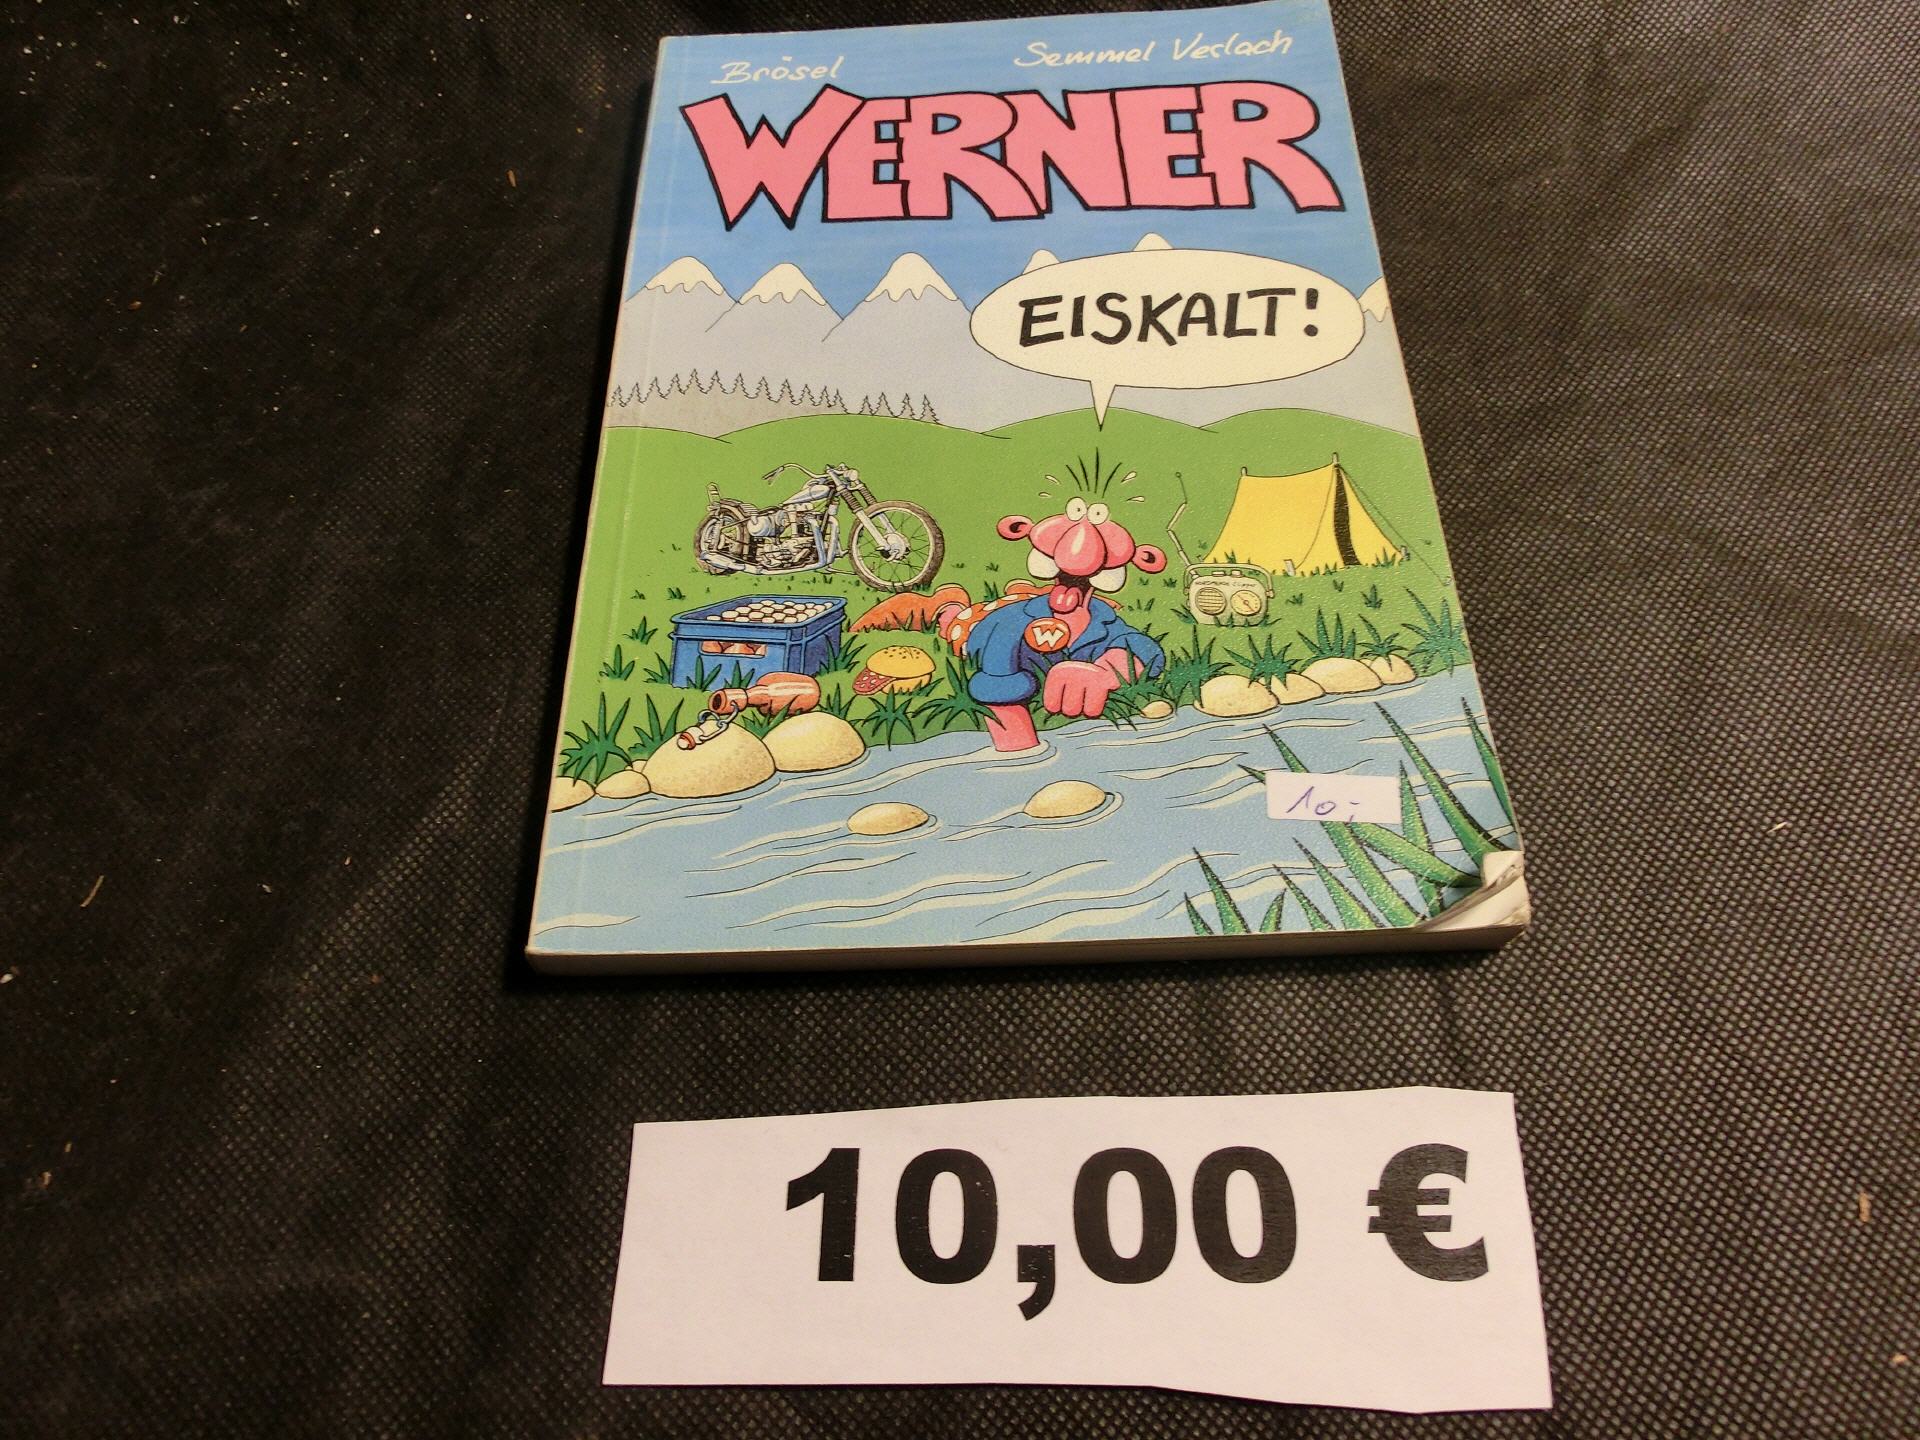 Brösel Semmel Verlach
WERNER
EISKALT!
W
10,-
10,00 €